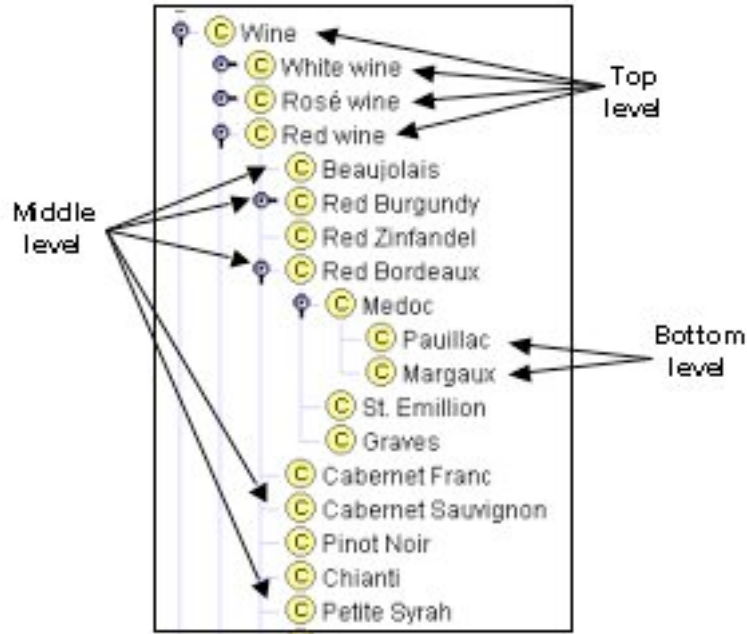 C Wine
C White wine
C Rosé wine
C Red wine
C Beaujolais
C Red Burgundy
C Red Zinfandel
C Red Bordeaux
C Medoc
C Pauillac
C Margaux
C St. Emillion
C Graves
C Cabernet Franc
C Cabernet Sauvignon
C Pinot Noir
C Chianti
C Petite Syrah
Top
level
Middle
level
Bottom
level